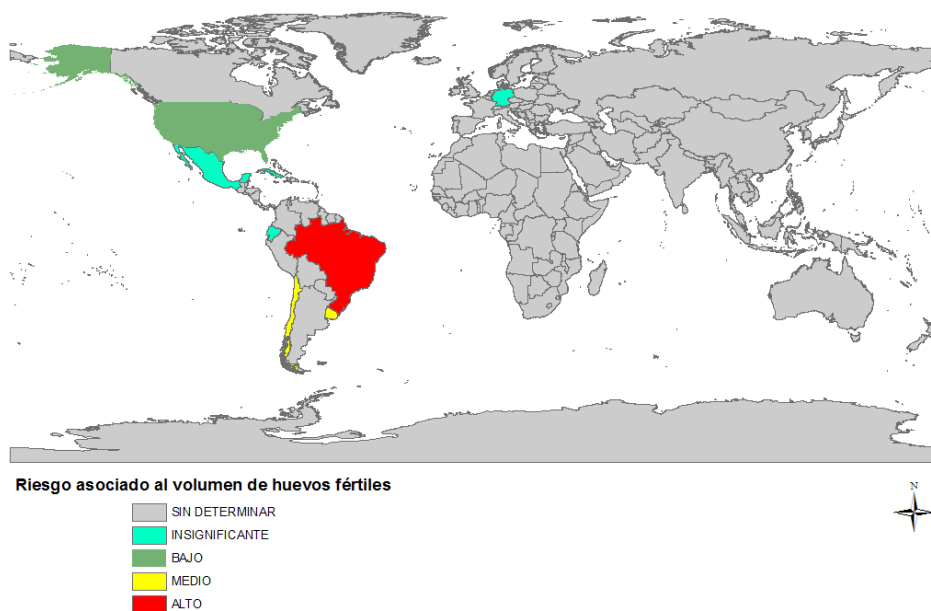 Riesgo asociado al volumen de huevos fértiles
N
SIN DETERMINAR
INSIGNIFICANTE
BAJO
MEDIO
ALTO